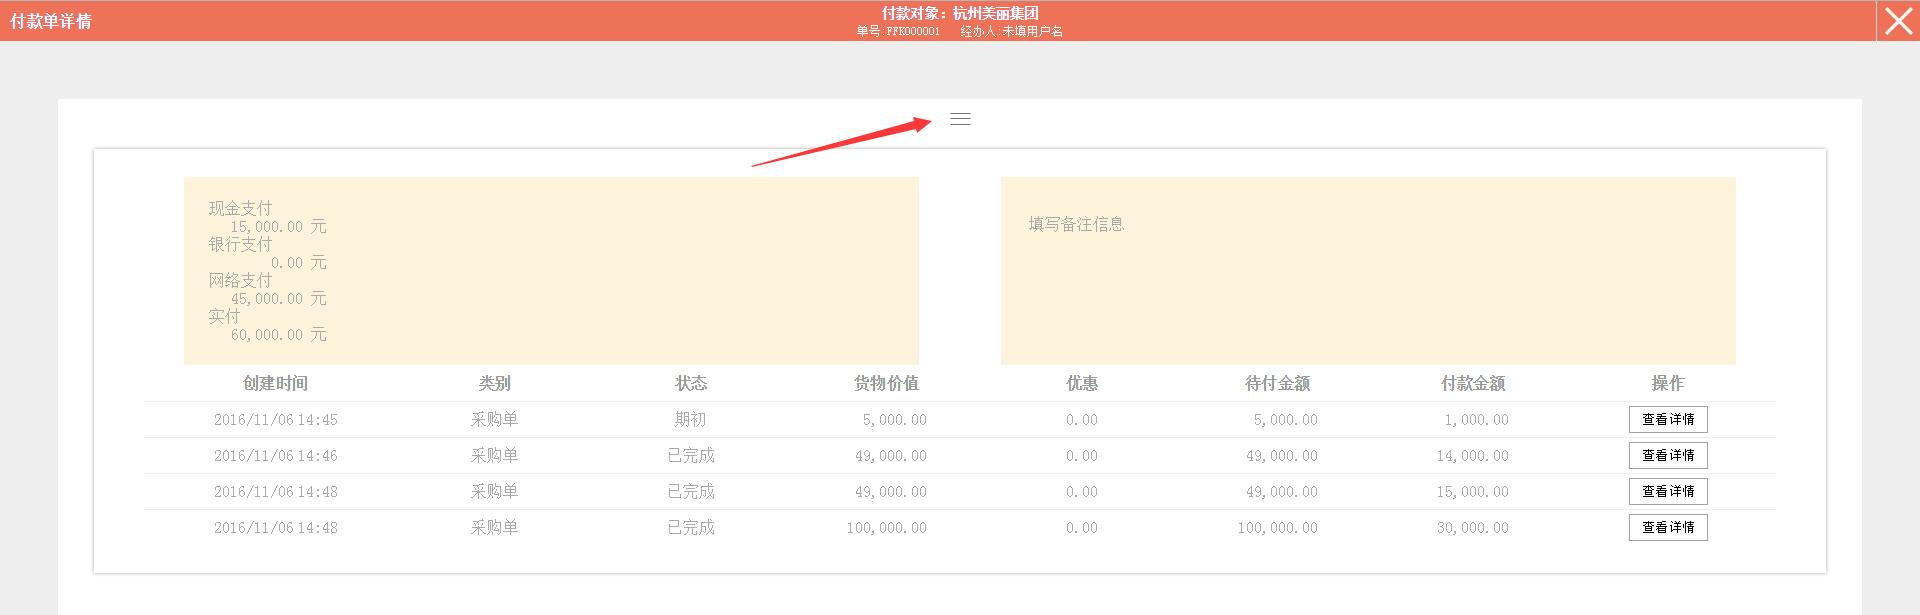 付款单详情
付款对象：杭州美丽集团
单号:FFK000001 经办人:未填用户名
现金支付
15,000.00 元
银行支付
0.00 元
网络支付
45,000.00 元
实付
60,000.00 元
填写备注信息
创建时间 类别 状态 货物价值 优惠 待付金额 付款金额 操作
2016/11/06 14:45 采购单 期初 5,000.00 0.00 5,000.00 1,000.00 查看详情
2016/11/06 14:46 采购单 已完成 49,000.00 0.00 49,000.00 14,000.00 查看详情
2016/11/06 14:48 采购单 已完成 49,000.00 0.00 49,000.00 15,000.00 查看详情
2016/11/06 14:48 采购单 已完成 100,000.00 0.00 100,000.00 30,000.00 查看详情